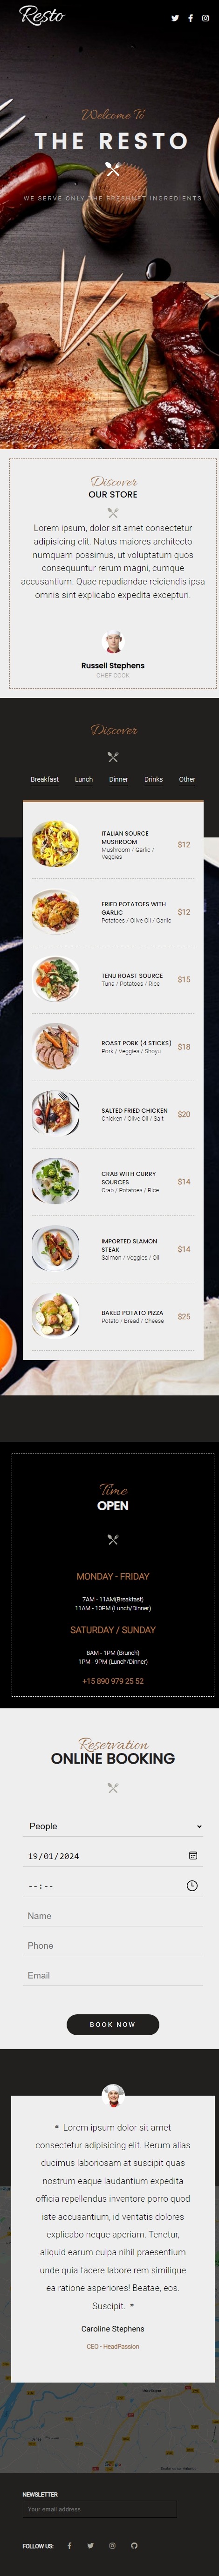 Resto
Welcome To
THE RESTO
WE SERVE ONLY THE FRESHNET INGREDIENTS
Discover
OUR STORE
Lorem ipsum, dolor sit amet consectetur
adipisicing elit. Natus maiores architecto
numquam possimus, ut voluptatum quos
consequuntur rerum magni, cumque
accusantium. Quae repudiandae reiciendis ipsa
omnis sint explicabo expedita excepturi.
Russell Stephens
CHEF COOK
Discover
Breakfast Lunch Dinner Drinks Other
ITALIAN SOURCE
MUSHROOM
Mushroom / Garlic /
Veggies
$12
FRIED POTATOES WITH
GARLIC
Potatoes / Olive Oil / Garlic
$12
TENU ROAST SOURCE
Tuna / Potatoes / Rice
$15
ROAST PORK (4 STICKS)
Pork / Veggies / Shoyu
$18
SALTED FRIED CHICKEN
Chicken / Olive Oil / Salt
$20
CRAB WITH CURRY
SOURCES
Crab / Potatoes / Rice
$14
IMPORTED SLAMON
STEAK
Salmon / Veggies / Oil
$14
BAKED POTATO PIZZA
Potato / Bread / Cheese
$25
Time
OPEN
MONDAY - FRIDAY
7AM - 11AM(Breakfast)
11AM - 10PM (Lunch/Dinner)
SATURDAY / SUNDAY
8AM - 1PM (Brunch)
1PM - 9PM (Lunch/Dinner)
+15 890 979 25 52
Reservation
ONLINE BOOKING
People
19/01/2024
--:--
Name
Phone
Email
BOOK NOW
❝ Lorem ipsum dolor sit amet
consectetur adipisicing elit. Rerum alias
ducimus laboriosam at suscipit quas
nostrum eaque laudantium expedita
officia repellendus inventore porro quod
iste accusantium, id veritatis dolores
explicabo neque aperiam. Tenetur,
aliquid earum culpa nihil praesentium
unde quia facere labore rem similique
ea ratione asperiores! Beatae, eos.
Suscipit. ❞
Caroline Stephens
CEO - HeadPassion
NEWSLETTER
Your email address
FOLLOW US: